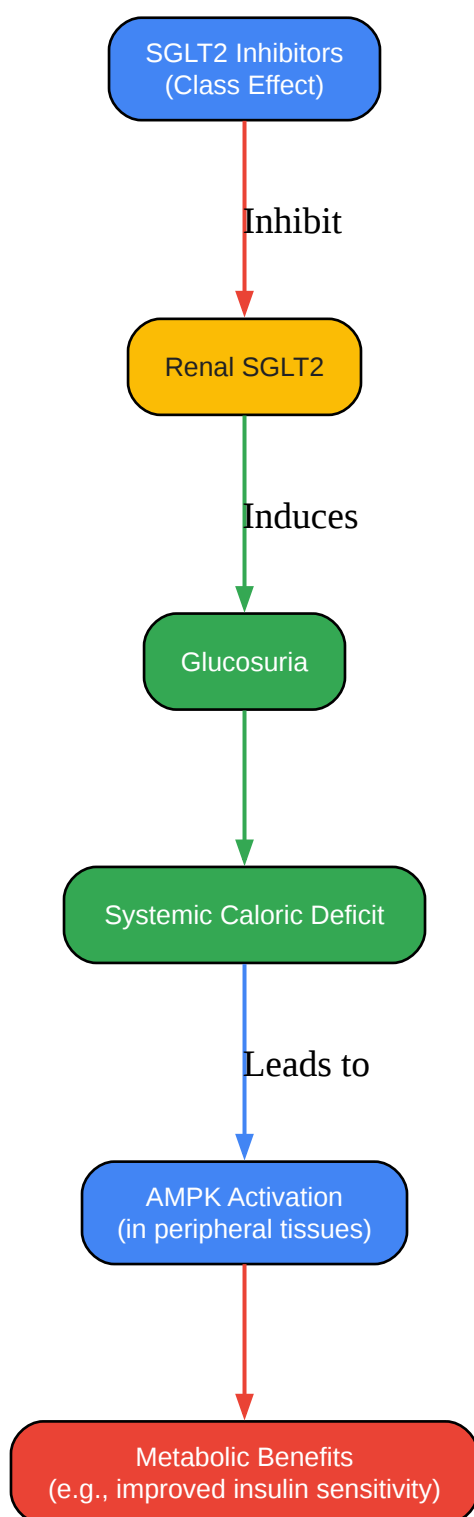 SGLT2 Inhibitors
(Class Effect)
Inhibit
Renal SGLT2
Induces
Glucosuria
Systemic Caloric Deficit
Leads to
AMPK Activation
(in peripheral tissues)
Metabolic Benefits
(e.g., improved insulin sensitivity)